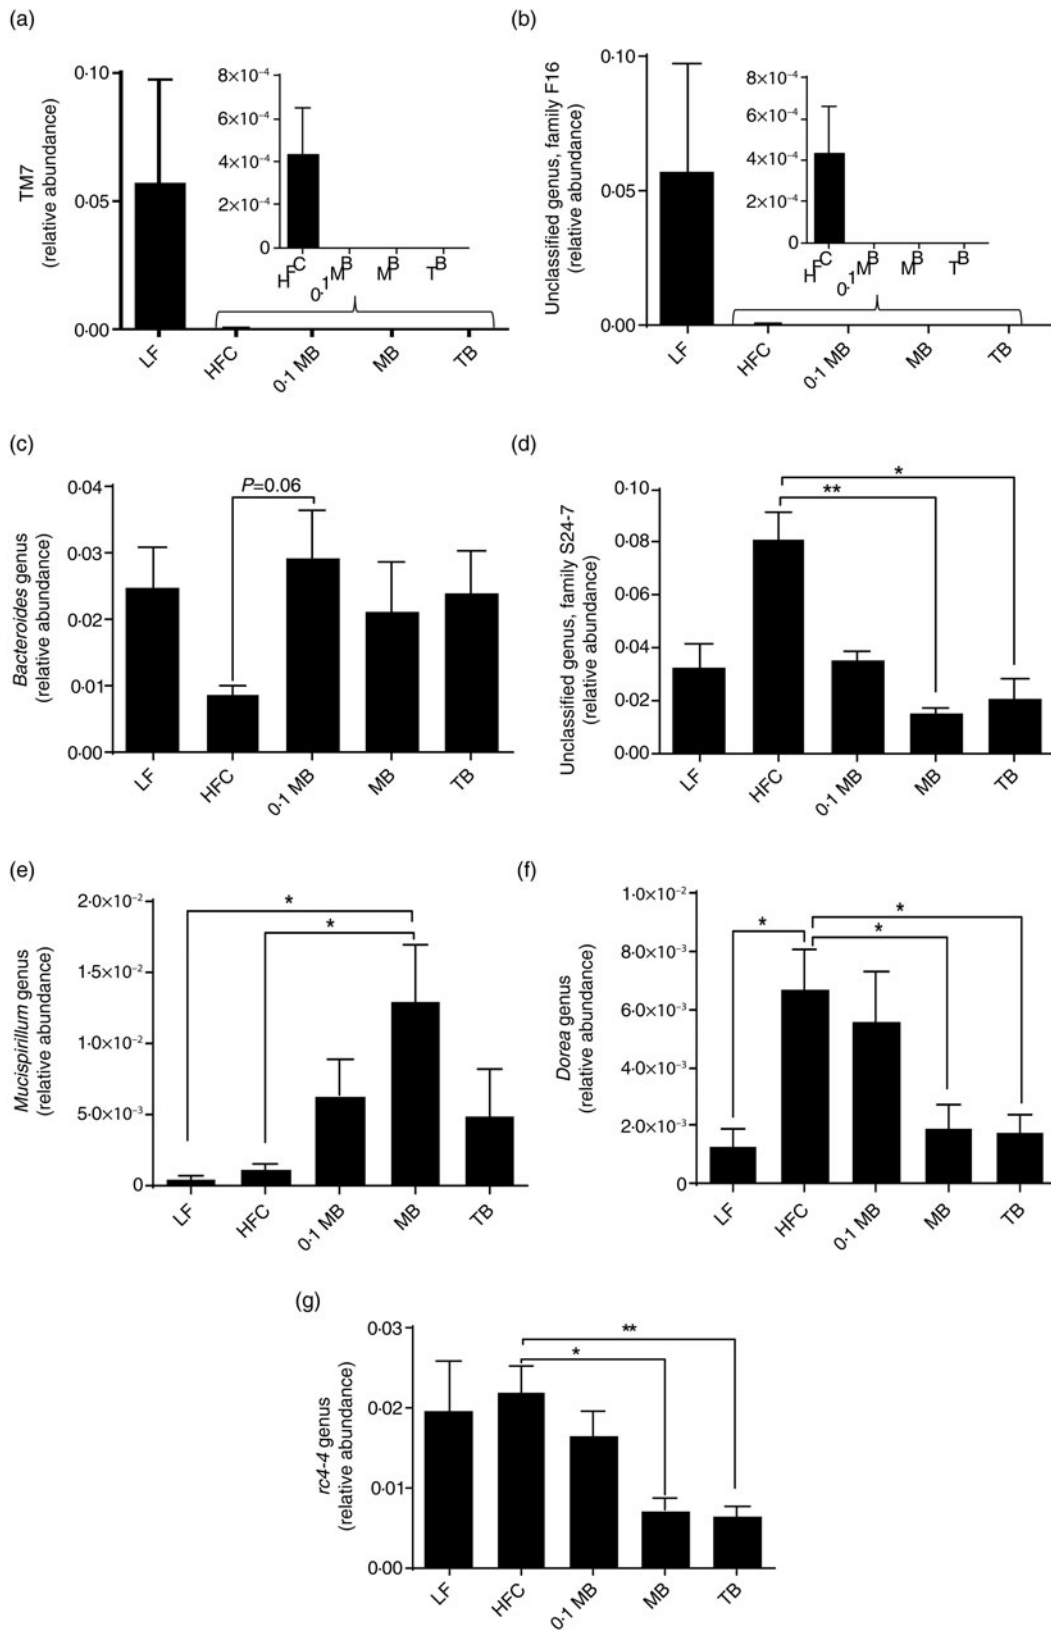 (a)
TM7
(relative abundance)
0·10
0·05
0·00
8×10⁻⁴
6×10⁻⁴
4×10⁻⁴
2×10⁻⁴
0
HFC
0·1 MB
MB
TB
LF
HFC
0·1 MB
MB
TB
(b)
Unclassified genus, family F16
(relative abundance)
0·10
0·05
0·00
8×10⁻⁴
6×10⁻⁴
4×10⁻⁴
2×10⁻⁴
0
HFC
0·1 MB
MB
TB
LF
HFC
0·1 MB
MB
TB
(c)
Bacteroides genus
(relative abundance)
0·04
0·03
0·02
0·01
0·00
P=0.06
LF
HFC
0·1 MB
MB
TB
(d)
Unclassified genus, family S24-7
(relative abundance)
0·10
0·08
0·06
0·04
0·02
0·00
*
**
LF
HFC
0·1 MB
MB
TB
(e)
Mucispirillum genus
(relative abundance)
2·0×10⁻²
1·5×10⁻²
1·0×10⁻²
5·0×10⁻³
0
*
*
LF
HFC
0·1 MB
MB
TB
(f)
Dorea genus
(relative abundance)
1·0×10⁻²
8·0×10⁻³
6·0×10⁻³
4·0×10⁻³
2·0×10⁻³
0
*
*
*
LF
HFC
0·1 MB
MB
TB
(g)
rc4-4 genus
(relative abundance)
0·03
0·02
0·01
0·00
**
*
LF
HFC
0·1 MB
MB
TB